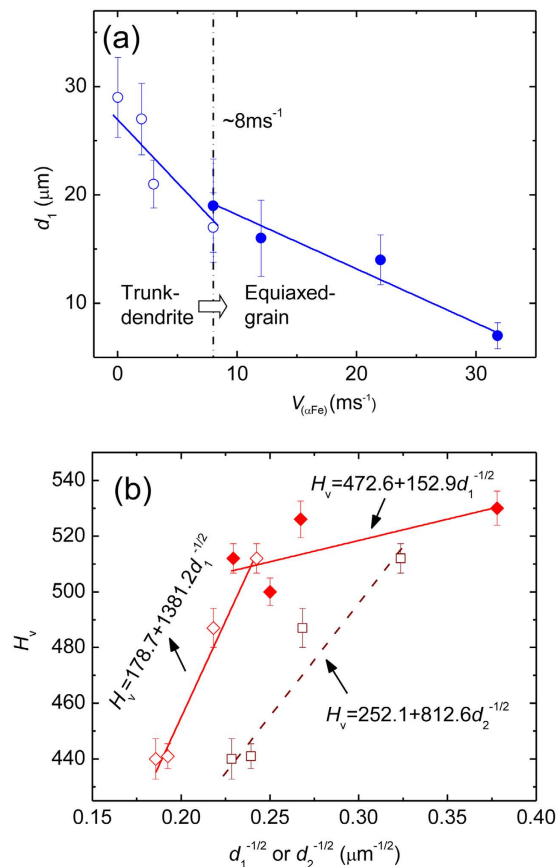 (a)
30
20
10
d₁ (μm)
~8ms⁻¹
Trunk-
dendrite
Equiaxed-
grain
0 10 20 30
V(αFe)(ms⁻¹)
(b)
540
520
500
480
460
440
Hᵥ
Hᵥ=472.6+152.9d₁⁻¹/²
Hᵥ=178.7+1381.2d₁⁻¹/²
Hᵥ=252.1+812.6d₂⁻¹/²
0.15 0.20 0.25 0.30 0.35 0.40
d₁⁻¹/² or d₂⁻¹/² (μm⁻¹/²)